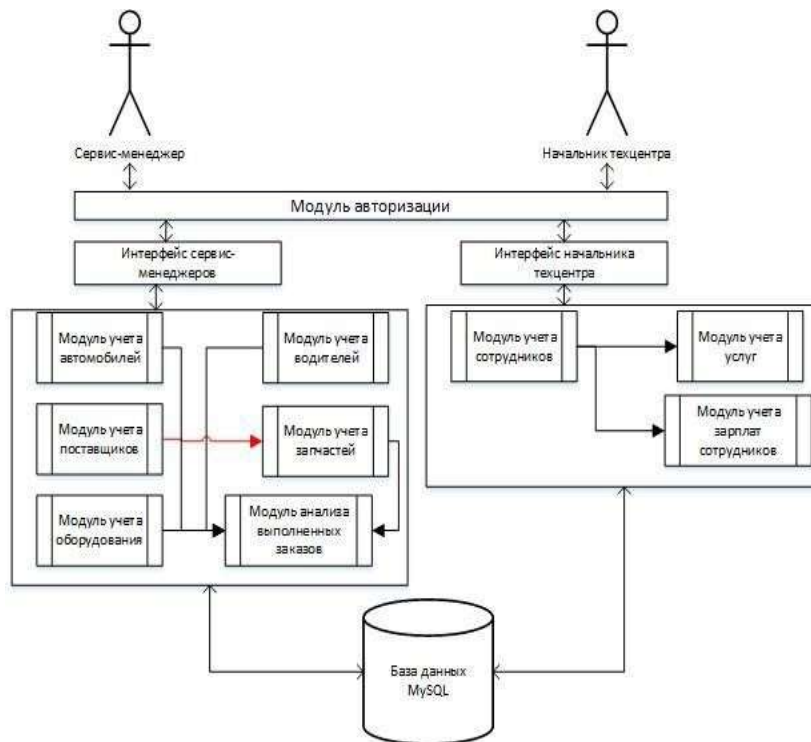 Сервис-менеджер
Начальник техцентра
Модуль авторизации
Интерфейс сервис-
менеджеров
Интерфейс начальника
техцентра
Модуль учета
автомобилей
Модуль учета
водителей
Модуль учета
поставщиков
Модуль учета
запчастей
Модуль учета
оборудования
Модуль анализа
выполненных
заказов
Модуль учета
сотрудников
Модуль учета
услуг
Модуль учета
зарплат
сотрудников
База данных
MySQL